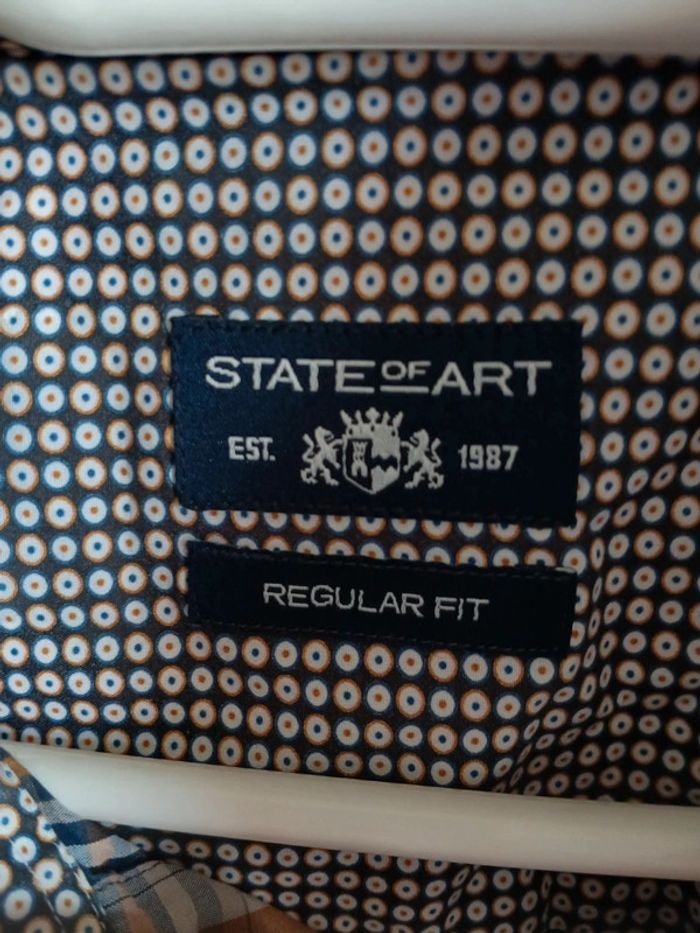 STATE OF ART
EST. 1987
REGULAR FIT